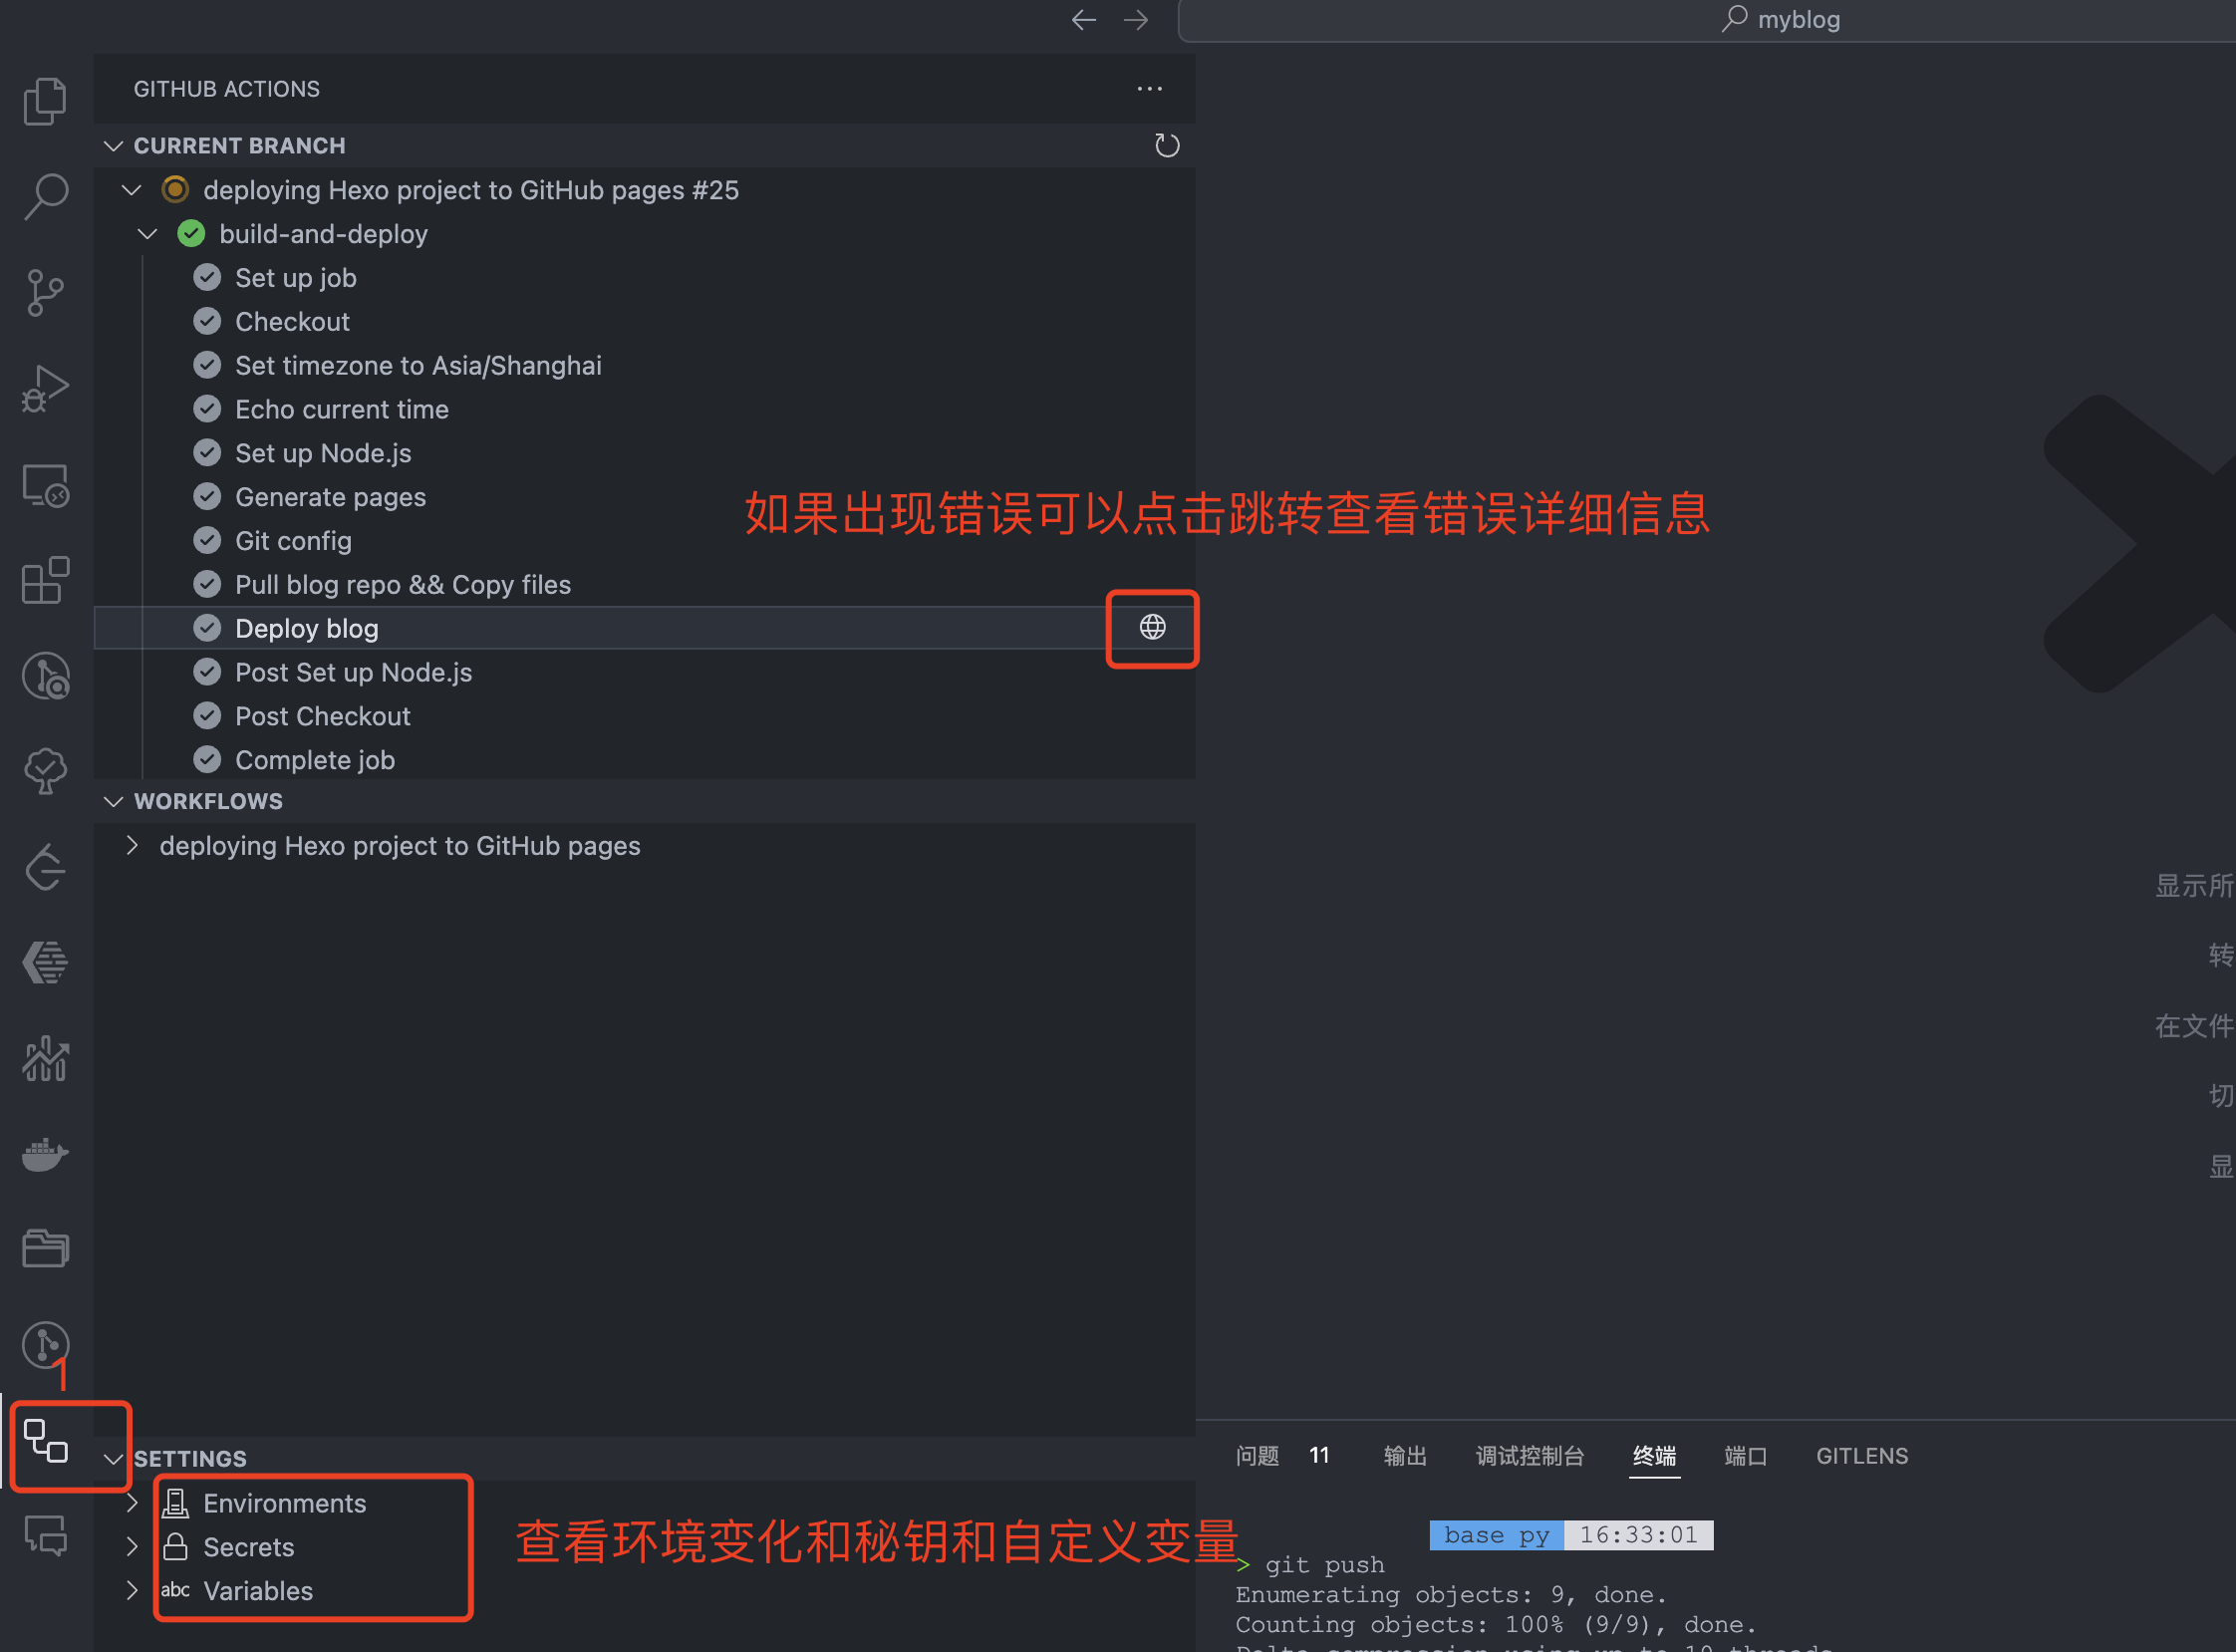 myblog
GITHUB ACTIONS
CURRENT BRANCH
deploying Hexo project to GitHub pages #25
build-and-deploy
Set up job
Checkout
Set timezone to Asia/Shanghai
Echo current time
Set up Node.js
Generate pages
Git config
Pull blog repo && Copy files
Deploy blog
Post Set up Node.js
Post Checkout
Complete job
如果出现错误可以点击跳转查看错误详细信息
WORKFLOWS
deploying Hexo project to GitHub pages
显示所
转
在文件
切
显
1
SETTINGS
Environments
Secrets
abc Variables
查看环境变化和秘钥和自定义变量
问题 11 输出 调试控制台 终端 端口 GITLENS
base py 16:33:01
> git push
Enumerating objects: 9, done.
Counting objects: 100% (9/9), done.
Delta compression using up to 10 threads